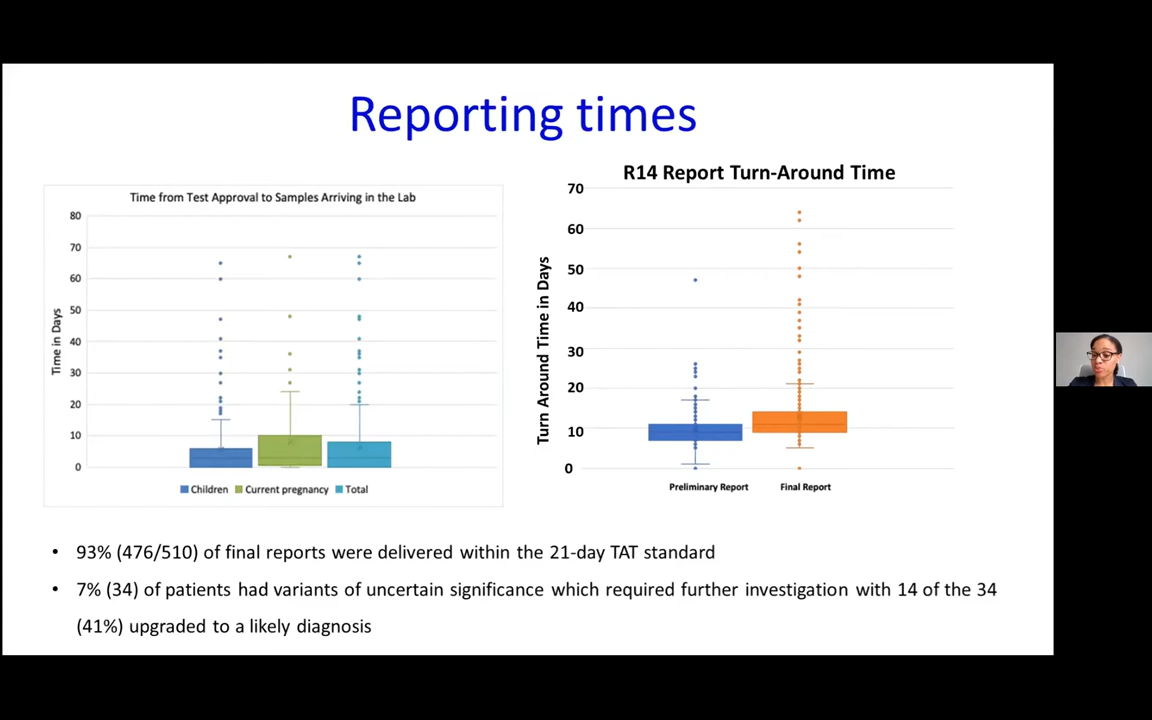 Reporting times
Time from Test Approval to Samples Arriving in the Lab
80
70
60
50
40
30
20
10
0
Time in Days
Children
Current pregnancy
Total
R14 Report Turn-Around Time
70
60
50
40
30
20
10
0
Turn Around Time in Days
Preliminary Report
Final Report
• 93% (476/510) of final reports were delivered within the 21-day TAT standard
• 7% (34) of patients had variants of uncertain significance which required further investigation with 14 of the 34
(41%) upgraded to a likely diagnosis